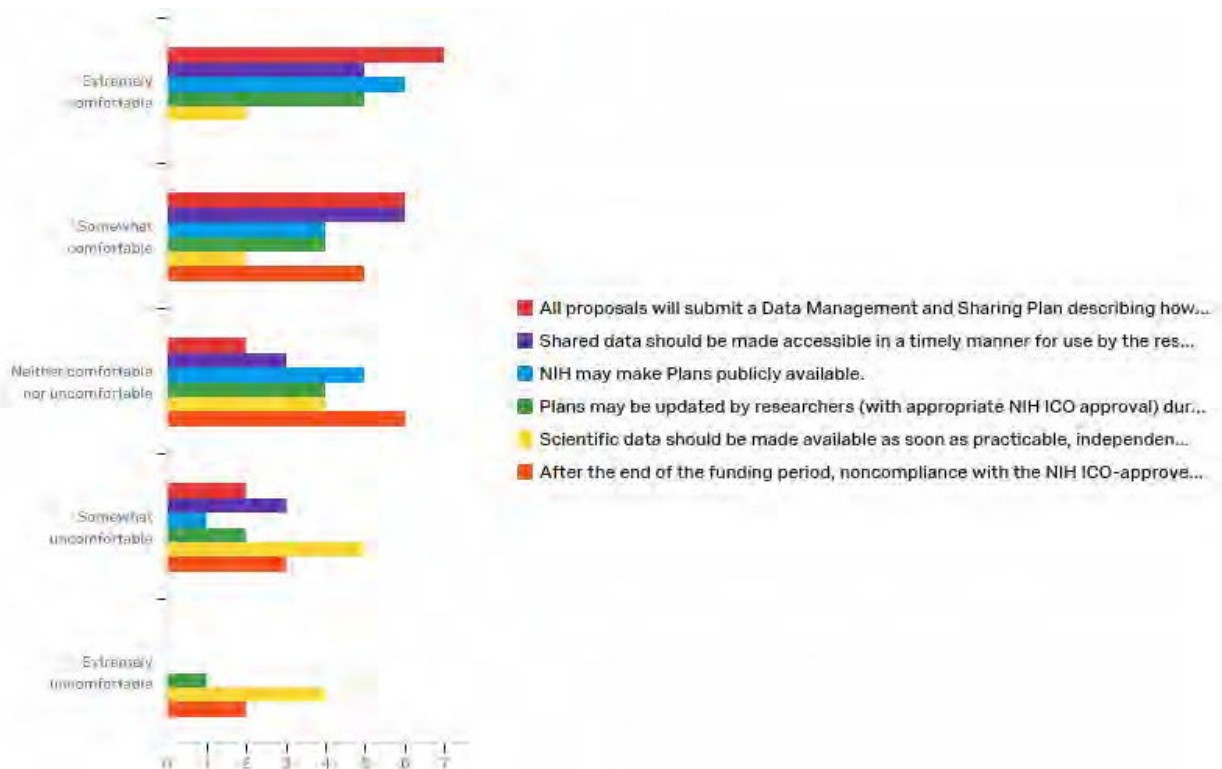 Extremely
comfortable
Somewhat
comfortable
Neither comfortable
nor uncomfortable
Somewhat
uncomfortable
Extremely
uncomfortable
0 1 2 3 4 5 6 7
All proposals will submit a Data Management and Sharing Plan describing how...
Shared data should be made accessible in a timely manner for use by the res...
NIH may make Plans publicly available.
Plans may be updated by researchers (with appropriate NIH ICO approval) dur...
Scientific data should be made available as soon as practicable, independen...
After the end of the funding period, noncompliance with the NIH ICO-approve...